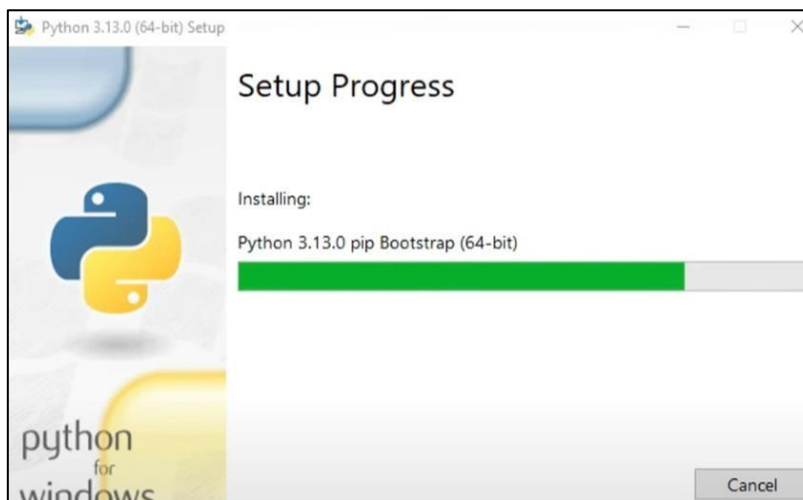 Python 3.13.0 (64-bit) Setup
Setup Progress
Installing:
Python 3.13.0 pip Bootstrap (64-bit)
python
for
windows
Cancel